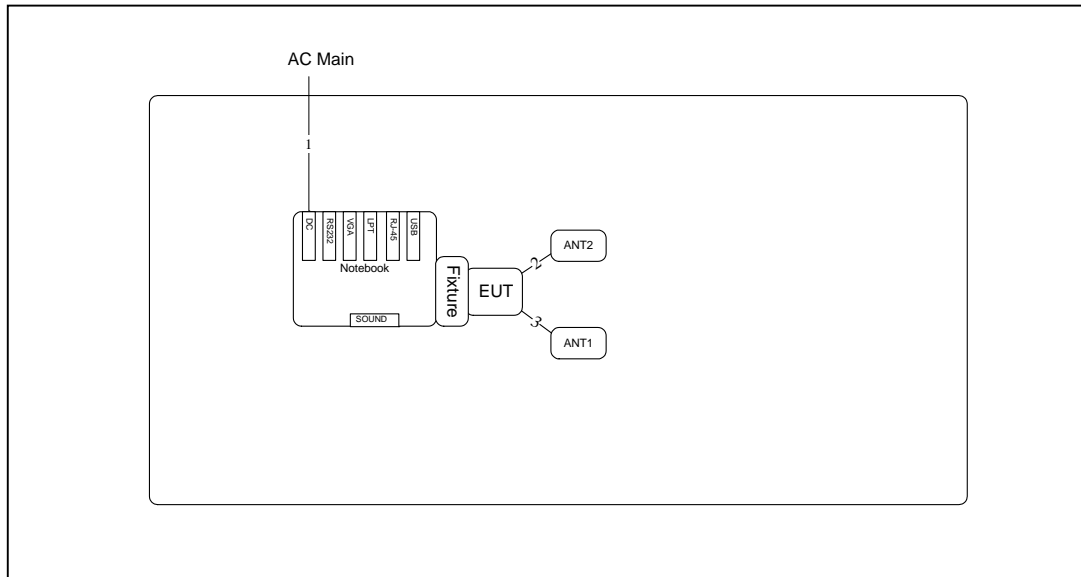 AC Main
1
DC
RS232
VGA
LPT
RJ-45
USB
Notebook
SOUND
Fixture
EUT
2
ANT2
3
ANT1